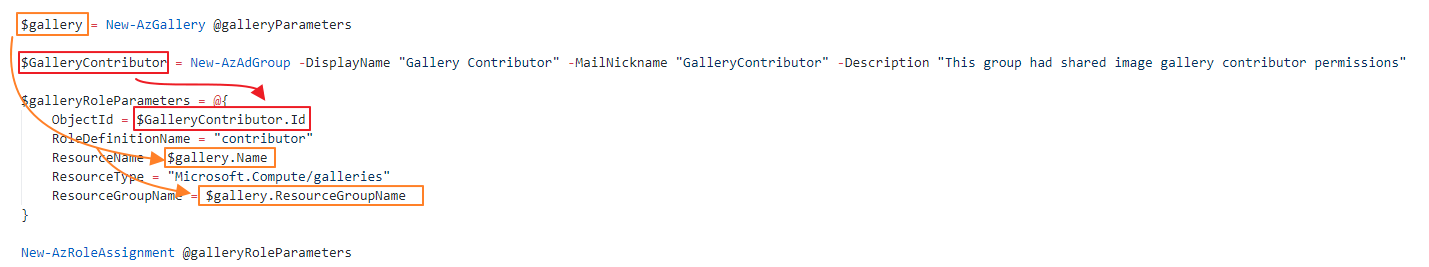 $gallery = New-AzGallery @galleryParameters
$GalleryContributor = New-AzAdGroup -DisplayName "Gallery Contributor" -MailNickname "GalleryContributor" -Description "This group had shared image gallery contributor permissions"
$galleryRoleParameters = @{
ObjectId = $GalleryContributor.Id
RoleDefinitionName = "contributor"
ResourceName $gallery.Name
ResourceType = "Microsoft.Compute/galleries"
ResourceGroupName = $gallery.ResourceGroupName
}
New-AzRoleAssignment @galleryRoleParameters